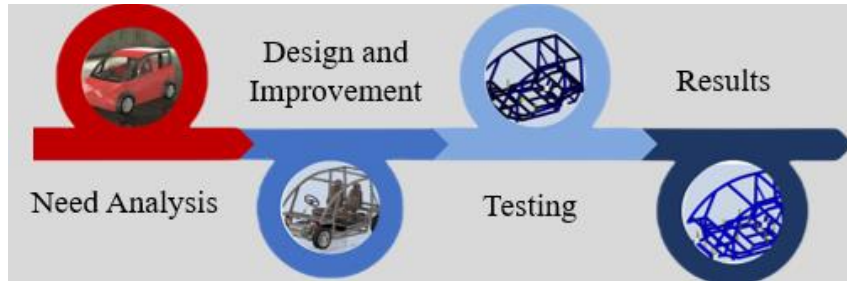 Need Analysis
Design and
Improvement
Testing
Results